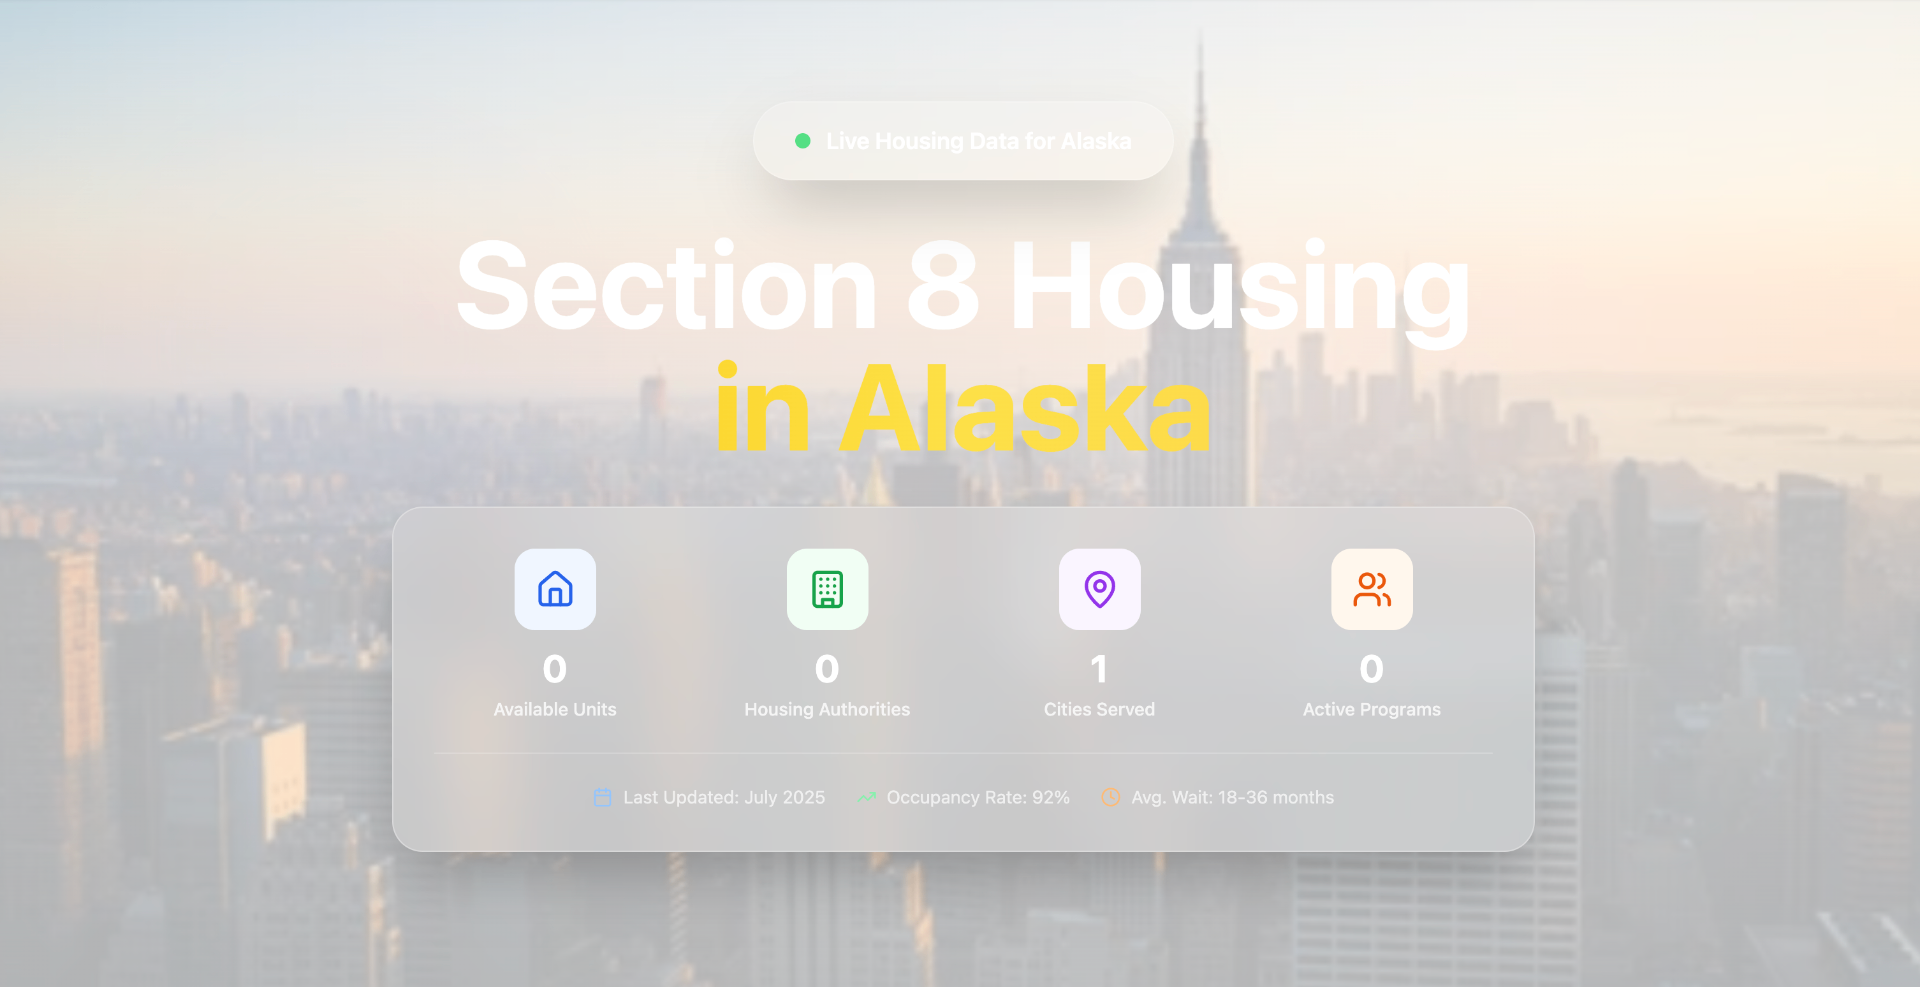 Live Housing Data for Alaska
Section 8 Housing
in Alaska
0
Available Units
0
Housing Authorities
1
Cities Served
0
Active Programs
Last Updated: July 2025
Occupancy Rate: 92%
Avg. Wait: 18-36 months